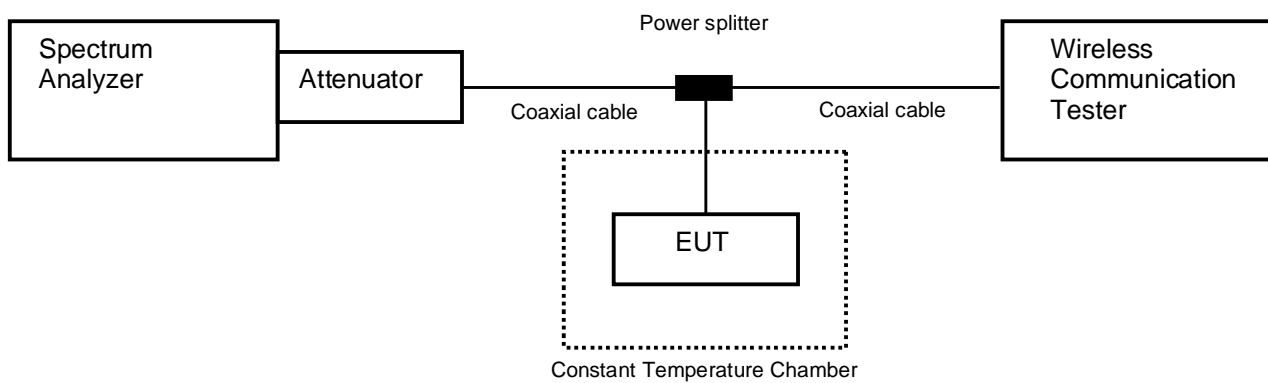 Power splitter
Spectrum
Analyzer
Attenuator
Wireless
Communication
Tester
Coaxial cable
Coaxial cable
EUT
Constant Temperature Chamber